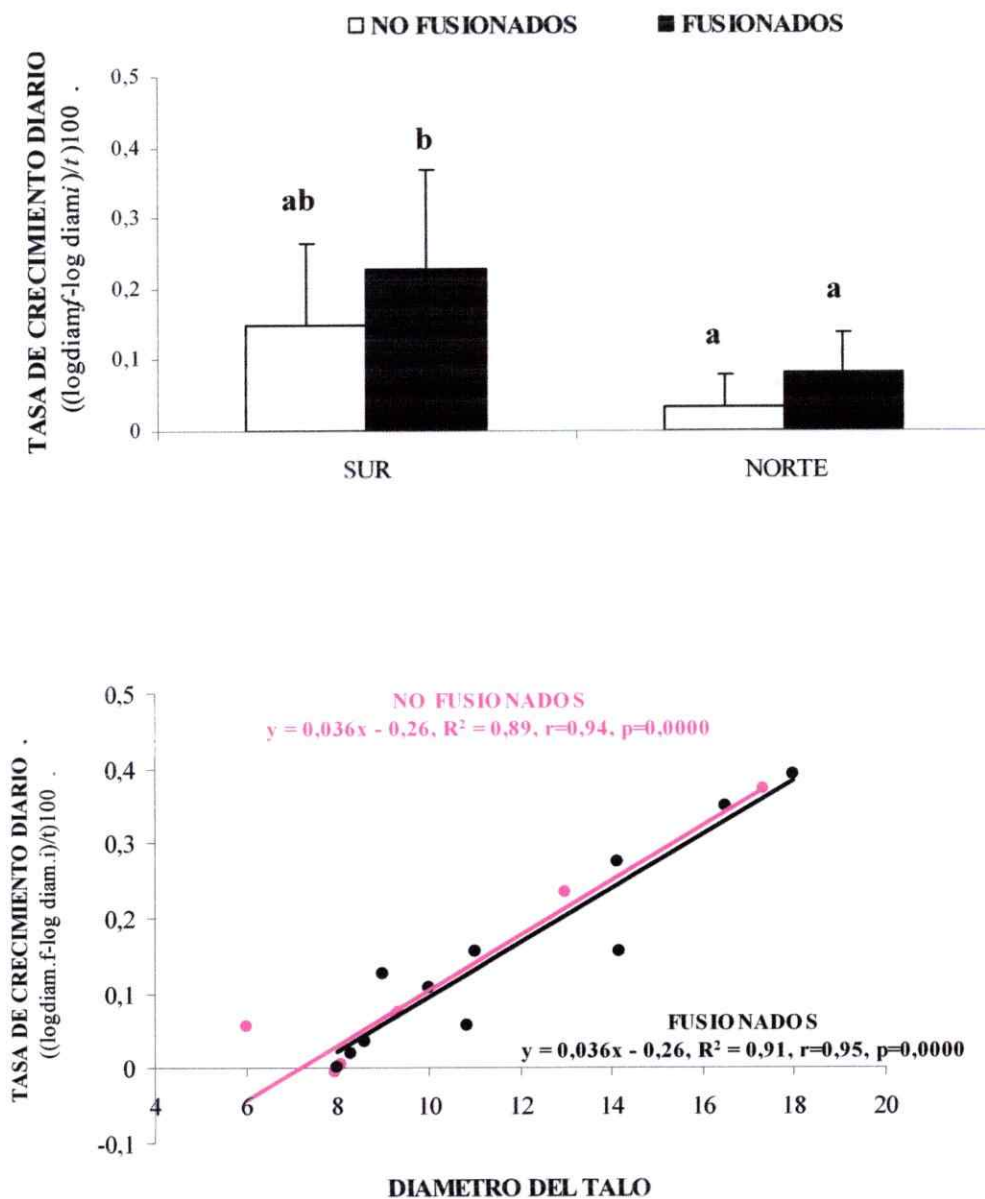 NO FUSIONADOS FUSIONADOS
TASA DE CRECIMIENTO DIARIO
((logdiamf-log diami)/t)100 .
0,5
0,4
0,3
0,2
0,1
0
ab
b
a
a
SUR NORTE
TASA DE CRECIMIENTO DIARIO .
((logdiam.f-log diam.i)/t)100 .
0,5
0,4
0,3
0,2
0,1
0
-0,1
NO FUSIONADOS
y = 0,036x - 0,26, R² = 0,89, r=0,94, p=0,0000
FUSIONADOS
y = 0,036x - 0,26, R² = 0,91, r=0,95, p=0,0000
4 6 8 10 12 14 16 18 20
DIAMETRO DEL TALO